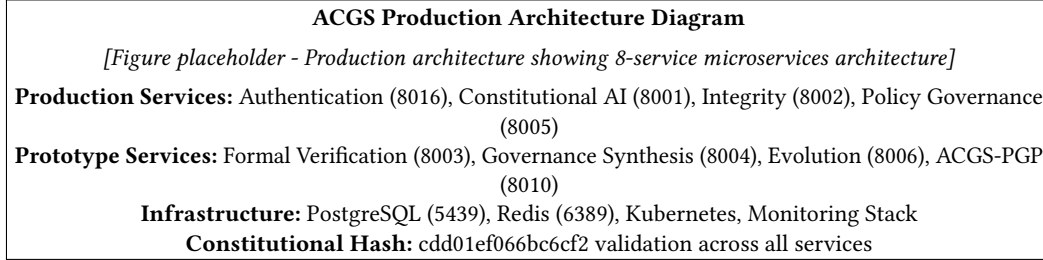 ACGS Production Architecture Diagram
[Figure placeholder - Production architecture showing 8-service microservices architecture]
Production Services: Authentication (8016), Constitutional AI (8001), Integrity (8002), Policy Governance
(8005)
Prototype Services: Formal Verification (8003), Governance Synthesis (8004), Evolution (8006), ACGS-PGP
(8010)
Infrastructure: PostgreSQL (5439), Redis (6389), Kubernetes, Monitoring Stack
Constitutional Hash: cdd01ef066bc6cf2 validation across all services